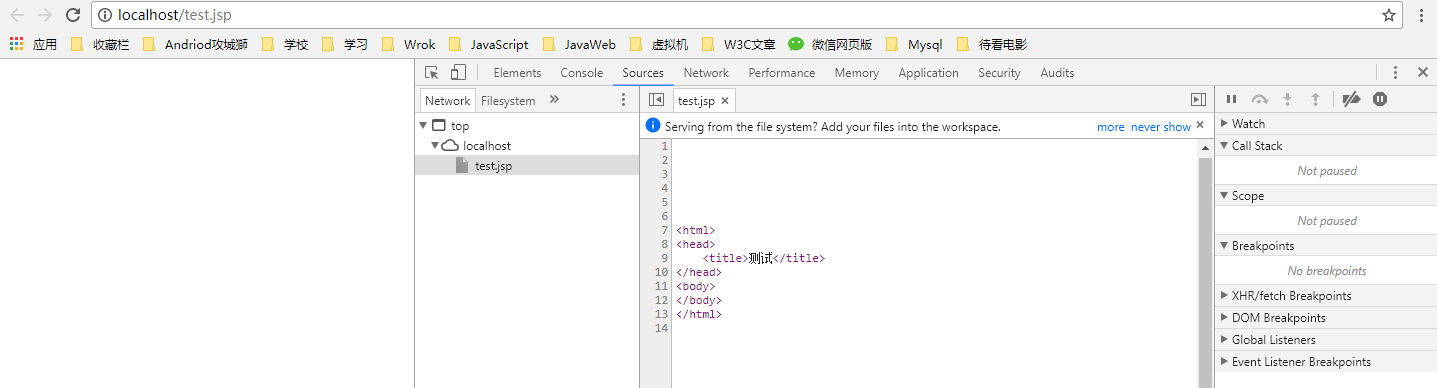 localhost/test.jsp
应用 收藏栏 Andriod攻城狮 学校 学习 Wrok JavaScript JavaWeb 虚拟机 W3C文章 微信网页版 Mysql 待看电影
Elements Console Sources Network Performance Memory Application Security Audits
Network Filesystem »
test.jsp ×
top
Serving from the file system? Add your files into the workspace. more never show ×
localhost
test.jsp
1
2
3
4
5
6
7 <html>
8 <head>
9 <title>测试</title>
10 </head>
11 <body>
12 </body>
13 </html>
14
Watch
Call Stack
Not paused
Scope
Not paused
Breakpoints
No breakpoints
XHR/fetch Breakpoints
DOM Breakpoints
Global Listeners
Event Listener Breakpoints